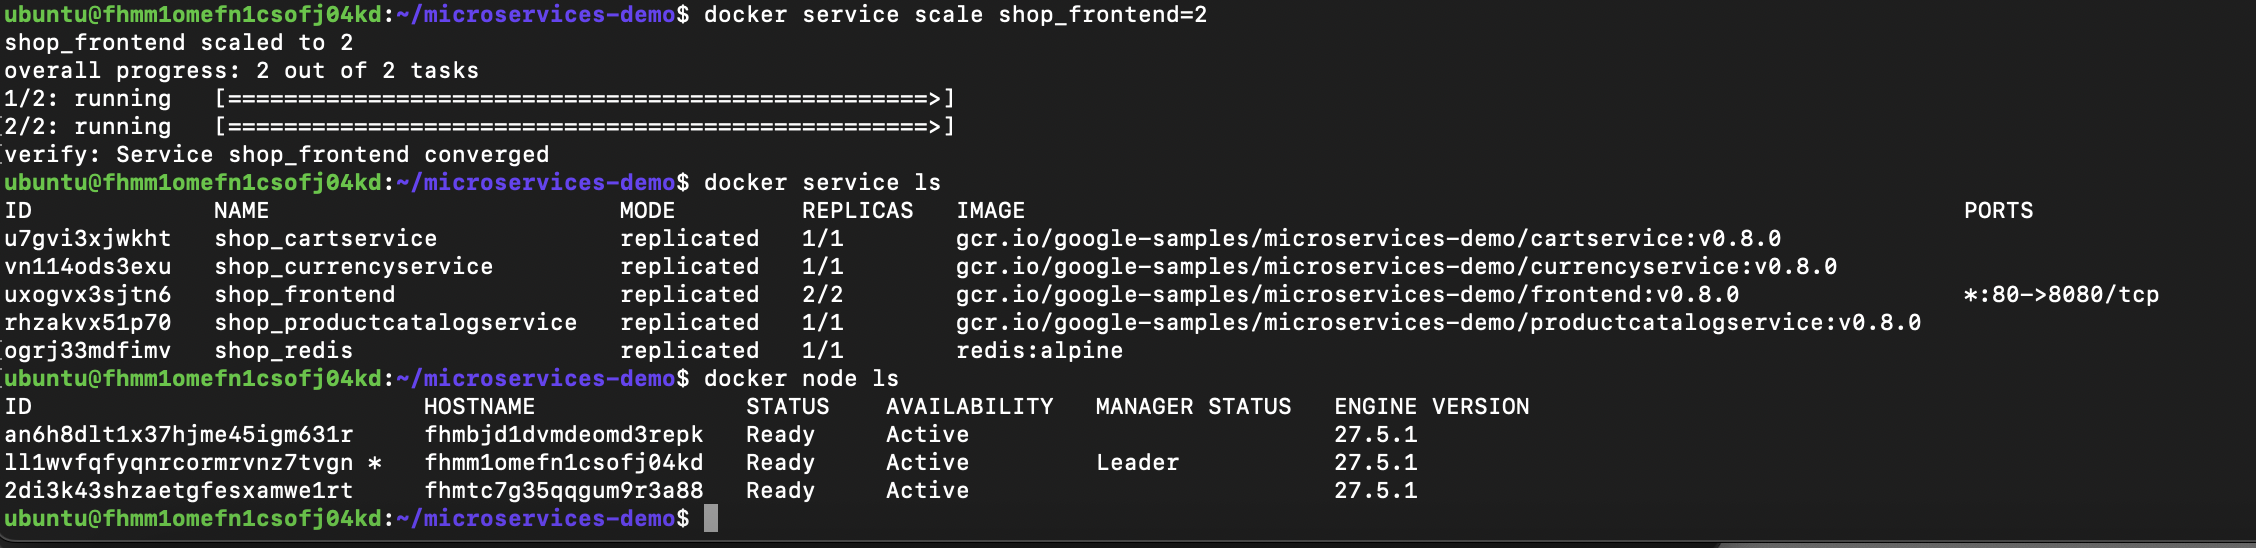 ubuntu@fhmm1omefn1csofj04kd:~/microservices-demo$ docker service scale shop_frontend=2
shop_frontend scaled to 2
overall progress: 2 out of 2 tasks
1/2: running   [==================================================>]
2/2: running   [==================================================>]
verify: Service shop_frontend converged
ubuntu@fhmm1omefn1csofj04kd:~/microservices-demo$ docker service ls
ID             NAME                         MODE         REPLICAS   IMAGE                                                                   PORTS
u7gvi3xjwkht   shop_cartservice             replicated   1/1        gcr.io/google-samples/microservices-demo/cartservice:v0.8.0
vn114ods3exu   shop_currencyservice         replicated   1/1        gcr.io/google-samples/microservices-demo/currencyservice:v0.8.0
uxogvx3sjtn6   shop_frontend                replicated   2/2        gcr.io/google-samples/microservices-demo/frontend:v0.8.0                *:80->8080/tcp
rhzakvx51p70   shop_productcatalogservice   replicated   1/1        gcr.io/google-samples/microservices-demo/productcatalogservice:v0.8.0
ogrj33mdfimv   shop_redis                   replicated   1/1        redis:alpine
ubuntu@fhmm1omefn1csofj04kd:~/microservices-demo$ docker node ls
ID                            HOSTNAME               STATUS    AVAILABILITY   MANAGER STATUS   ENGINE VERSION
an6h8dlt1x37hjme45igm631r     fhmbjd1dvmdeomd3repk   Ready     Active                          27.5.1
ll1wvfqfyqnrcormrvnz7tvgn *   fhmm1omefn1csofj04kd   Ready     Active         Leader           27.5.1
2di3k43shzaetgfesxamwe1rt     fhmtc7g35qqgum9r3a88   Ready     Active                          27.5.1
ubuntu@fhmm1omefn1csofj04kd:~/microservices-demo$